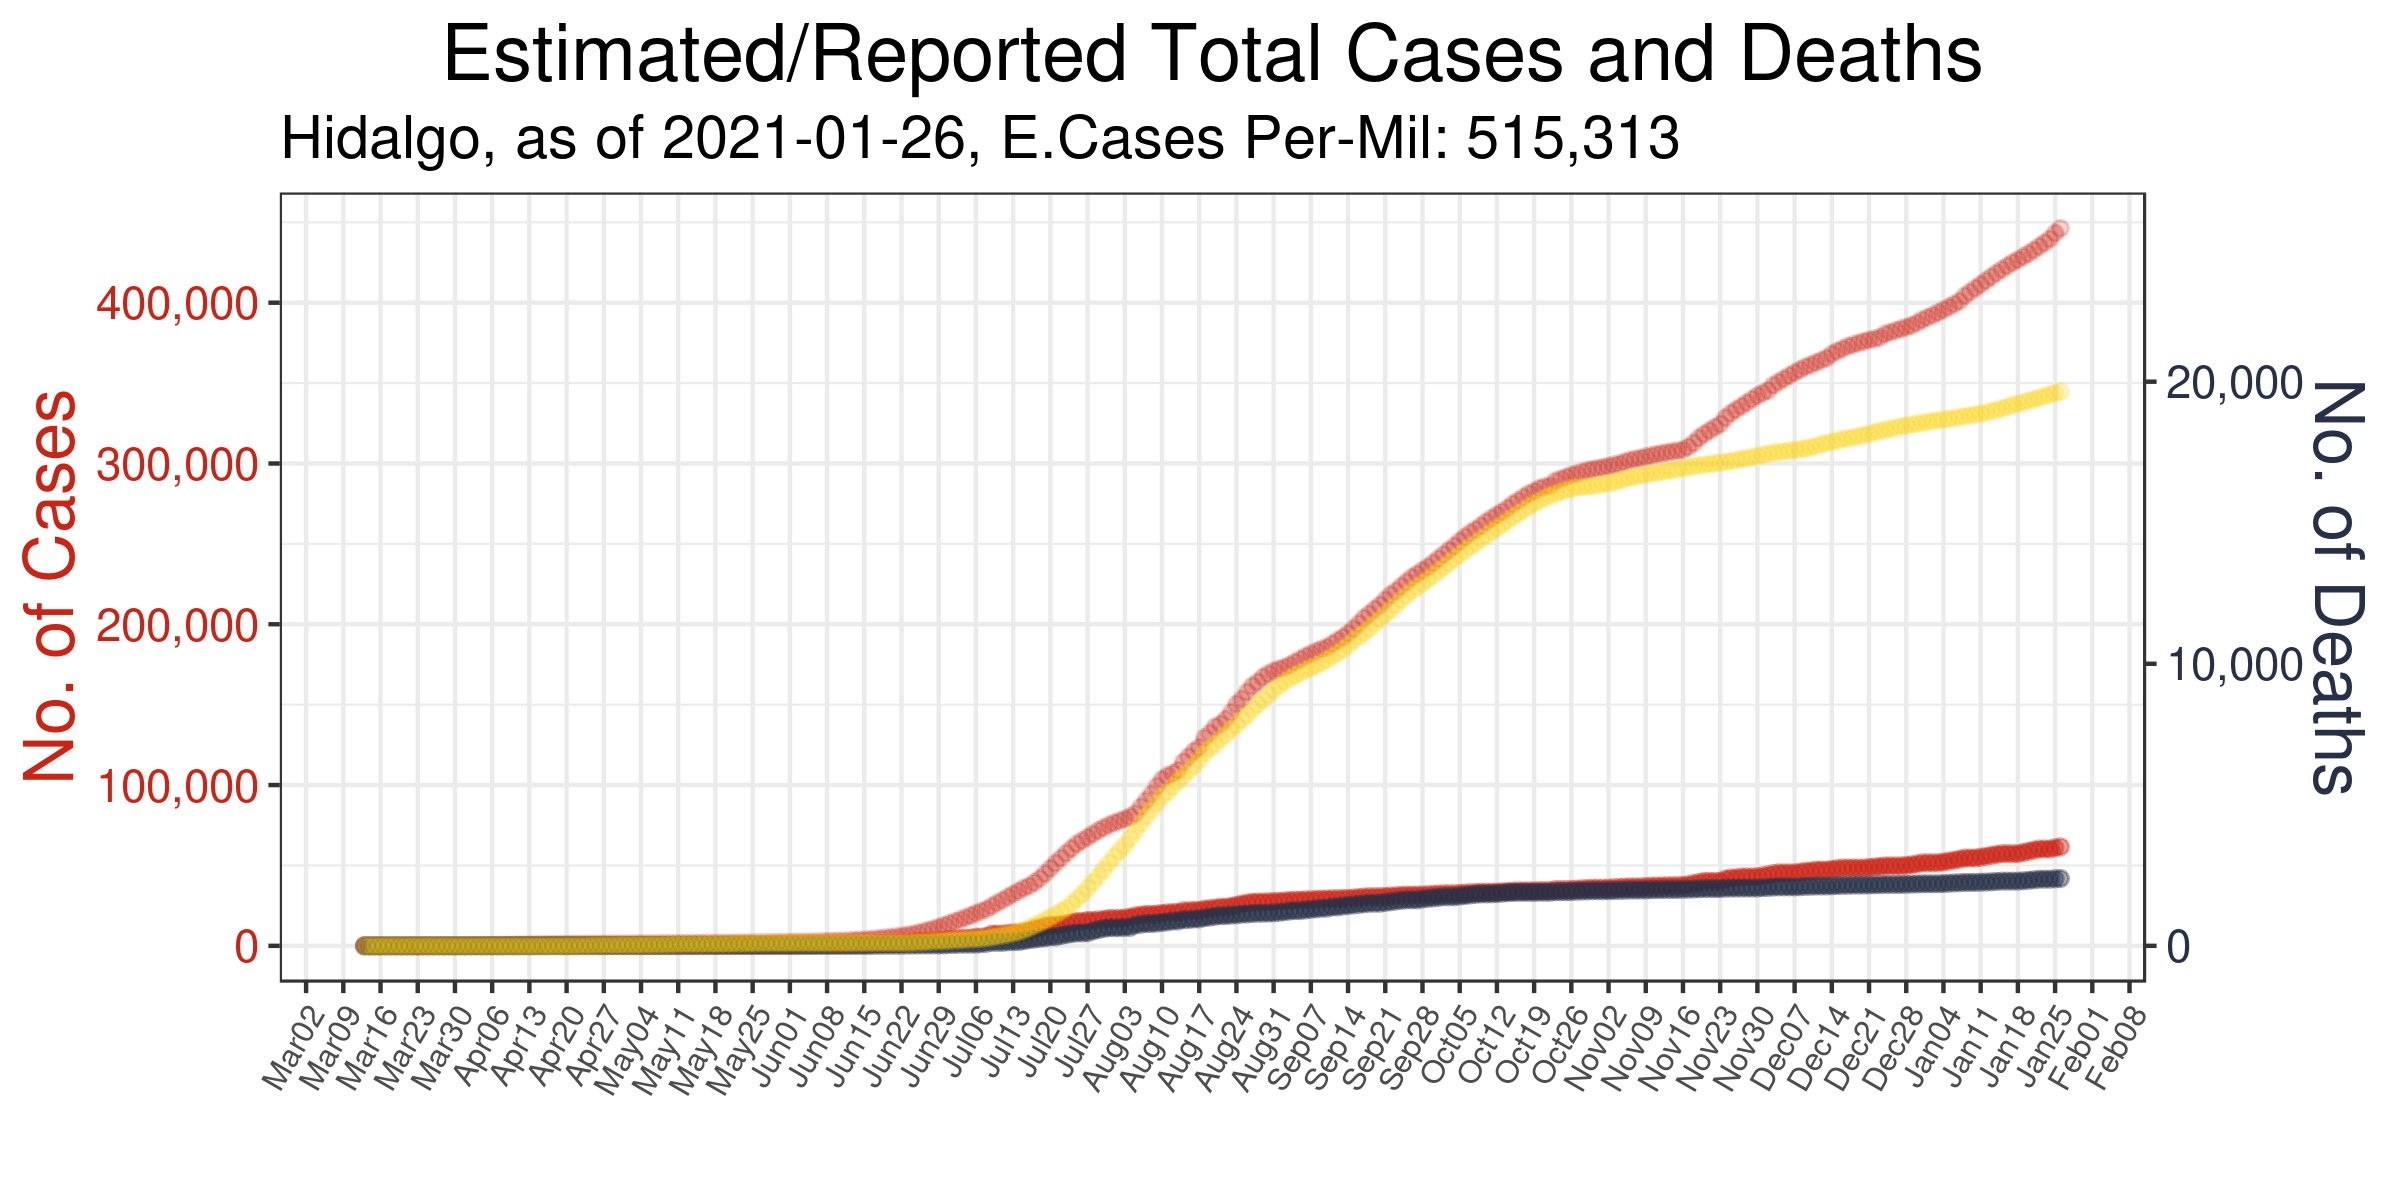 Estimated/Reported Total Cases and Deaths
Hidalgo, as of 2021-01-26, E.Cases Per-Mil: 515,313
No. of Cases
400,000
300,000
200,000
100,000
0
20,000
10,000
0
No. of Deaths
Mar02
Mar09
Mar16
Mar23
Mar30
Apr06
Apr13
Apr20
Apr27
May04
May11
May18
May25
Jun01
Jun08
Jun15
Jun22
Jun29
Jul06
Jul13
Jul20
Jul27
Aug03
Aug10
Aug17
Aug24
Aug31
Sep07
Sep14
Sep21
Sep28
Oct05
Oct12
Oct19
Oct26
Nov02
Nov09
Nov16
Nov23
Nov30
Dec07
Dec14
Dec21
Dec28
Jan04
Jan11
Jan18
Jan25
Feb01
Feb08